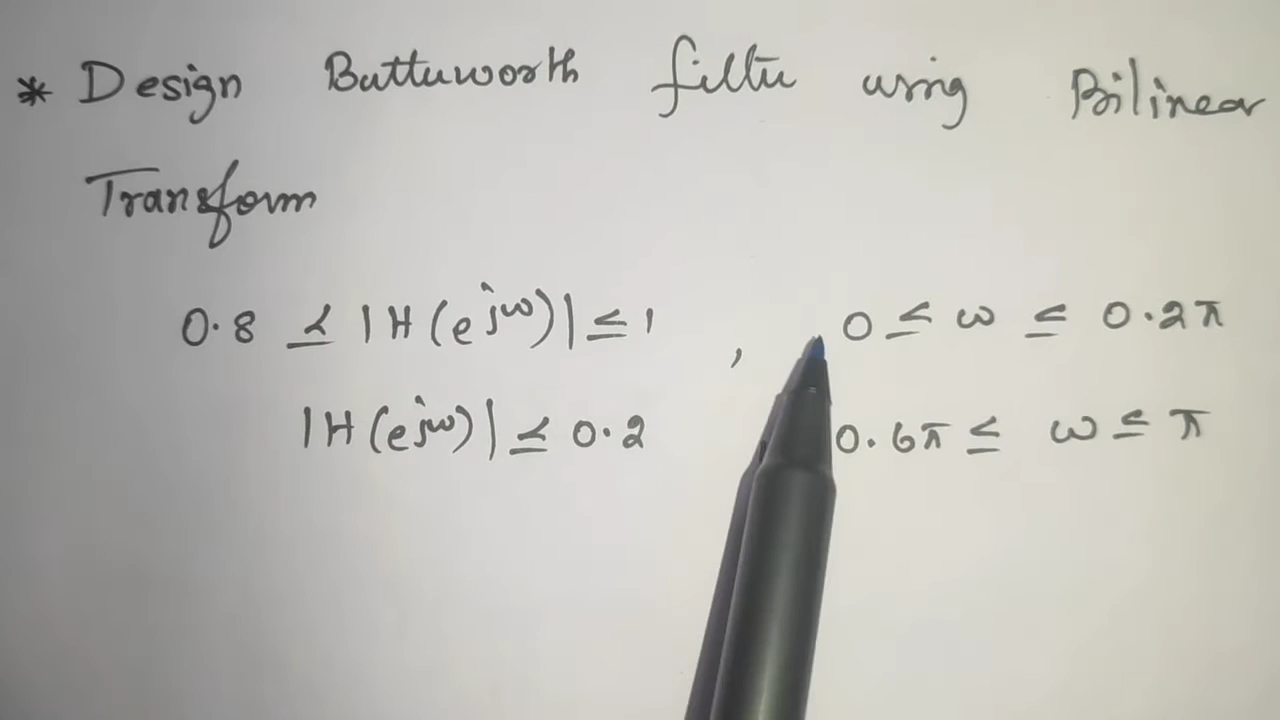 * Design Butterworth filter using Bilinear
Transform
0.8 ≤ |H(e^jω)| ≤ 1 , 0 ≤ ω ≤ 0.2π
|H(e^jω)| ≤ 0.2 0.6π ≤ ω ≤ π